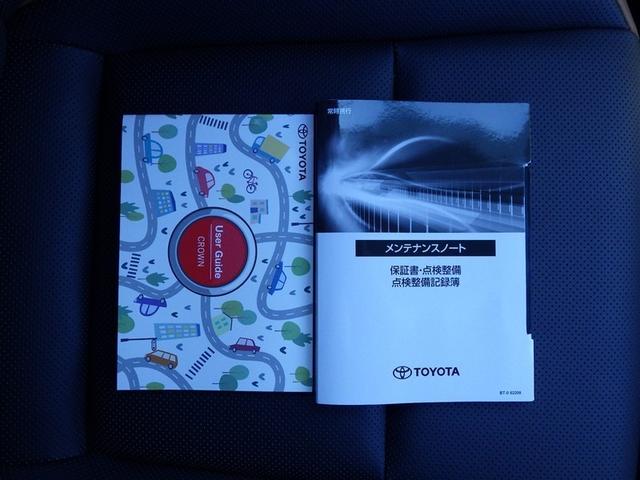 TOYOTA
User Guide
CROWN
常時携行
メンテナンスノート
保証書・点検整備
点検整備記録簿
TOYOTA